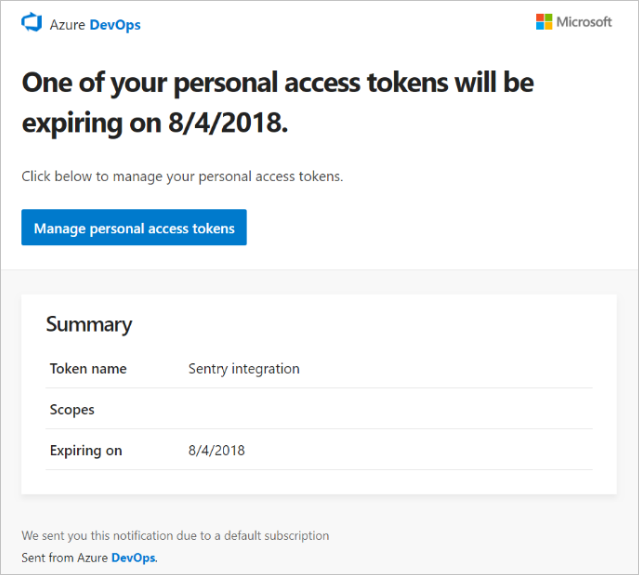 Azure DevOps
Microsoft
One of your personal access tokens will be
expiring on 8/4/2018.
Click below to manage your personal access tokens.
Manage personal access tokens
Summary
Token name Sentry integration
Scopes
Expiring on 8/4/2018
We sent you this notification due to a default subscription
Sent from Azure DevOps.